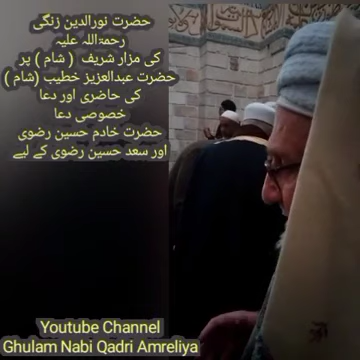 حضرت نورالدین زنگی
رحمۃاللہ علیہ
کی مزار شریف ( شام ) پر
حضرت عبدالعزیز خطیب (شام )
کی حاضری اور دعا
خصوصی دعا
حضرت خادم حسین رضوی
اور سعد حسین رضوی کے لیے
Youtube Channel
Ghulam Nabi Qadri Amreliya